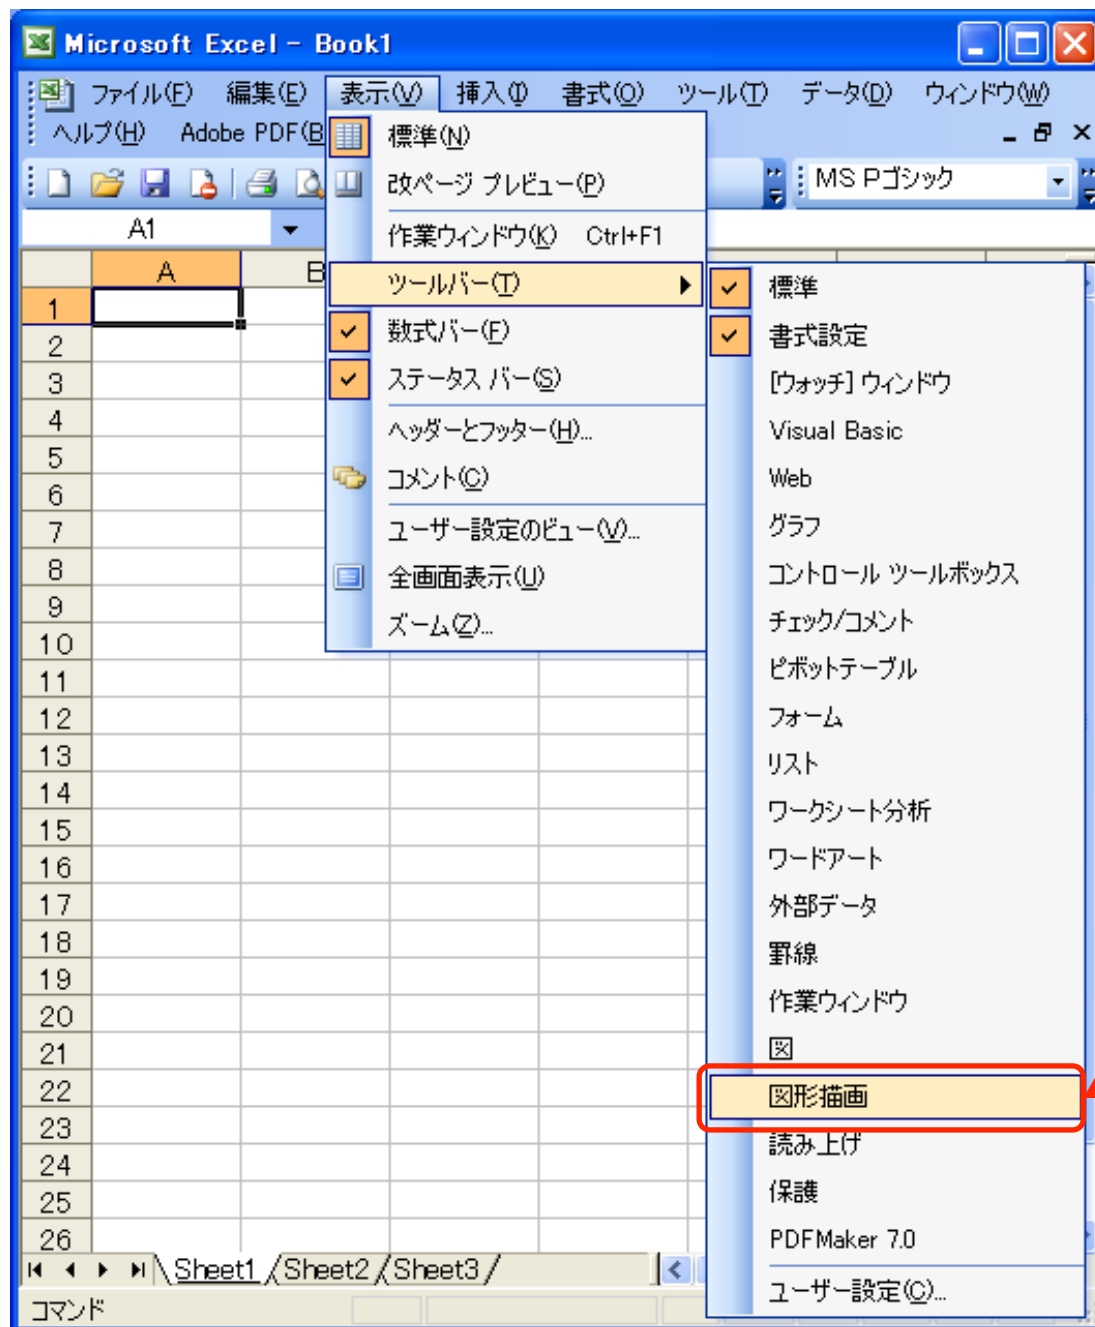 Microsoft Excel - Book1
ファイル(F) 編集(E) 表示(V) 挿入(I) 書式(O) ツール(T) データ(D) ウィンドウ(W)
ヘルプ(H) Adobe PDF(B
MS Pゴシック
A1
標準(N)
改ページ プレビュー(P)
作業ウィンドウ(K) Ctrl+F1
ツールバー(T)
数式バー(F)
ステータス バー(S)
ヘッダーとフッター(H)...
コメント(C)
ユーザー設定のビュー(V)...
全画面表示(U)
ズーム(Z)...
標準
書式設定
[ウォッチ] ウィンドウ
Visual Basic
Web
グラフ
コントロール ツールボックス
チェック/コメント
ピボットテーブル
フォーム
リスト
ワークシート分析
ワードアート
外部データ
罫線
作業ウィンドウ
図
図形描画
読み上げ
保護
PDFMaker 7.0
ユーザー設定(C)...
A B
1
2
3
4
5
6
7
8
9
10
11
12
13
14
15
16
17
18
19
20
21
22
23
24
25
26
Sheet1 Sheet2 Sheet3
コマンド